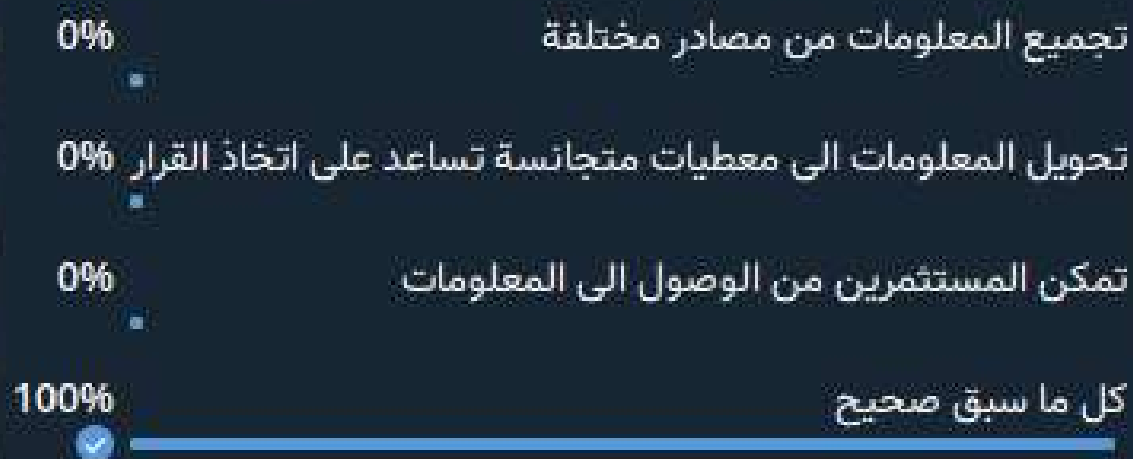 تجميع المعلومات من مصادر مختلفة 0%
تحويل المعلومات الى معطيات متجانسة تساعد على اتخاذ القرار 0%
تمكن المستثمرين من الوصول الى المعلومات 0%
كل ما سبق صحيح 100%